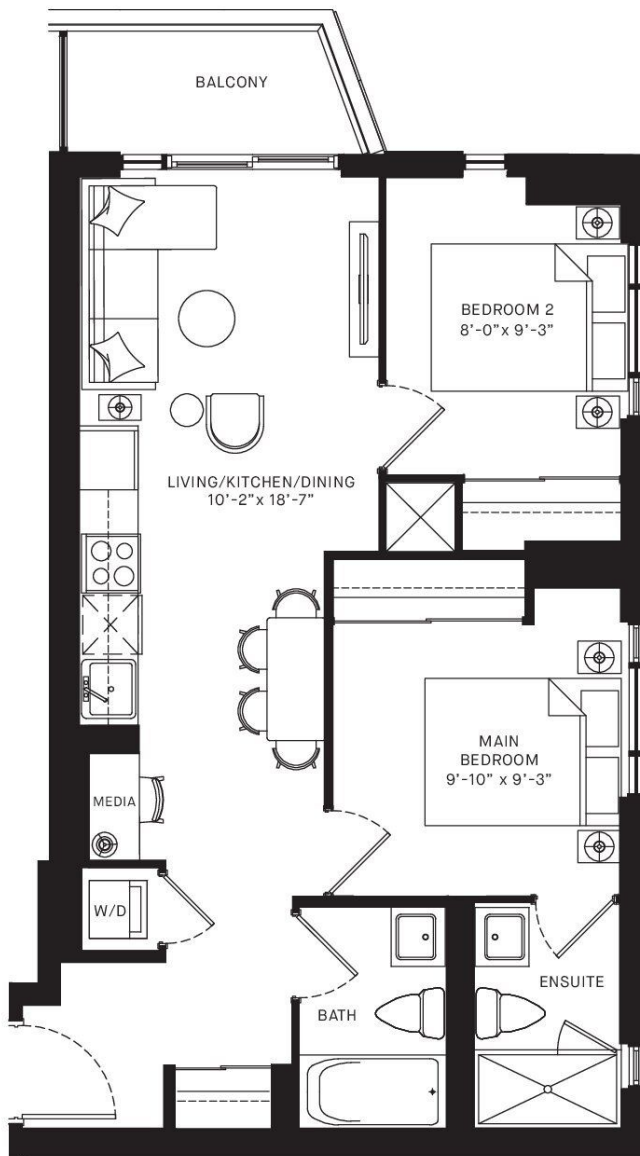 BALCONY
BEDROOM 2
8'-0" x 9'-3"
LIVING/KITCHEN/DINING
10'-2" x 18'-7"
MAIN
BEDROOM
9'-10" x 9'-3"
MEDIA
W/D
ENSUITE
BATH